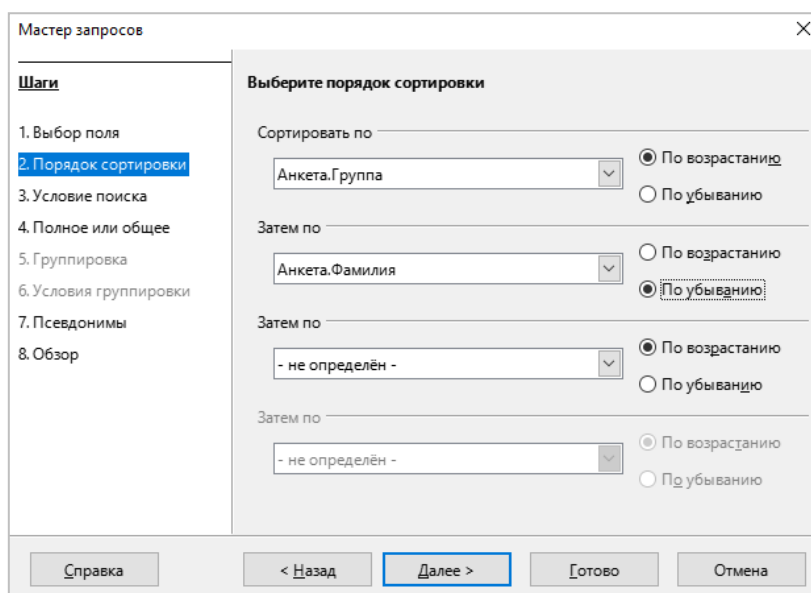 Мастер запросов
Шаги
1. Выбор поля
2. Порядок сортировки
3. Условие поиска
4. Полное или общее
5. Группировка
6. Условия группировки
7. Псевдонимы
8. Обзор
Выберите порядок сортировки
Сортировать по
Анкета.Группа
По возрастанию
По убыванию
Затем по
Анкета.Фамилия
По возрастанию
По убыванию
Затем по
- не определён -
По возрастанию
По убыванию
Затем по
- не определён -
По возрастанию
По убыванию
Справка
< Назад
Далее >
Готово
Отмена